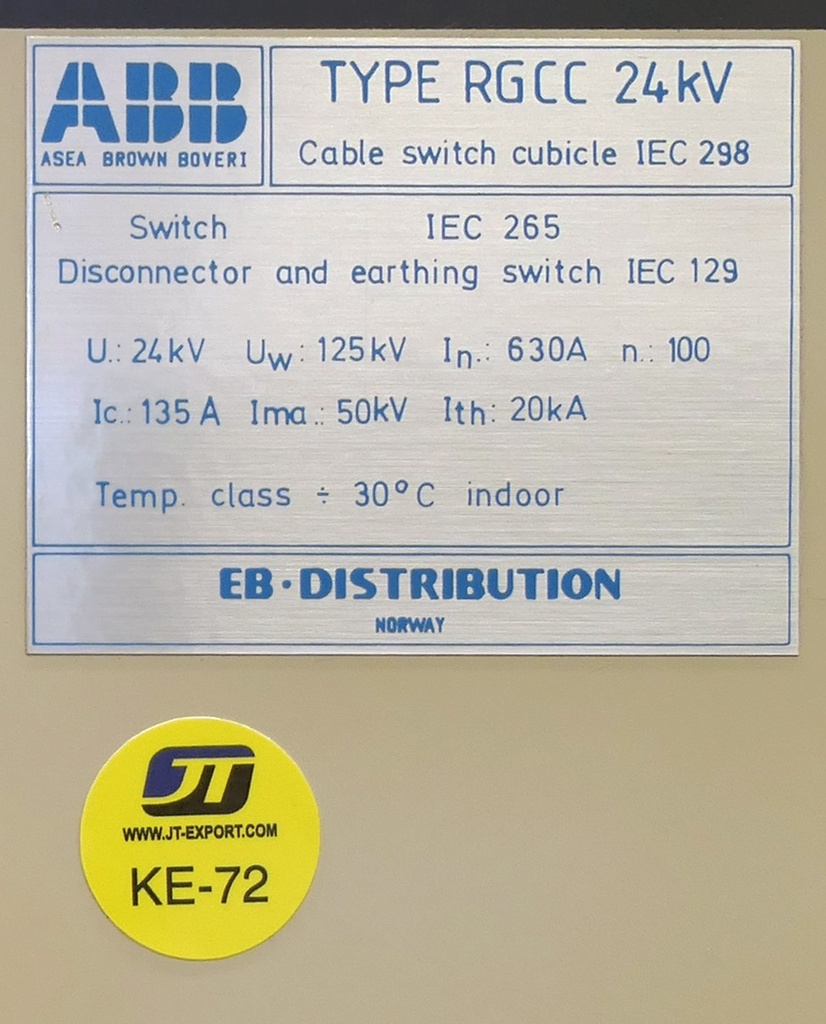 ABB
ASEA BROWN BOVERI
TYPE RGCC 24kV
Cable switch cubicle IEC 298
Switch IEC 265
Disconnector and earthing switch IEC 129
U.: 24kV Uw: 125kV In.: 630A n.: 100
Ic.: 135 A Ima.: 50kV Ith: 20kA
Temp. class ÷ 30°C indoor
EB·DISTRIBUTION
NORWAY
JT
WWW.JT-EXPORT.COM
KE-72